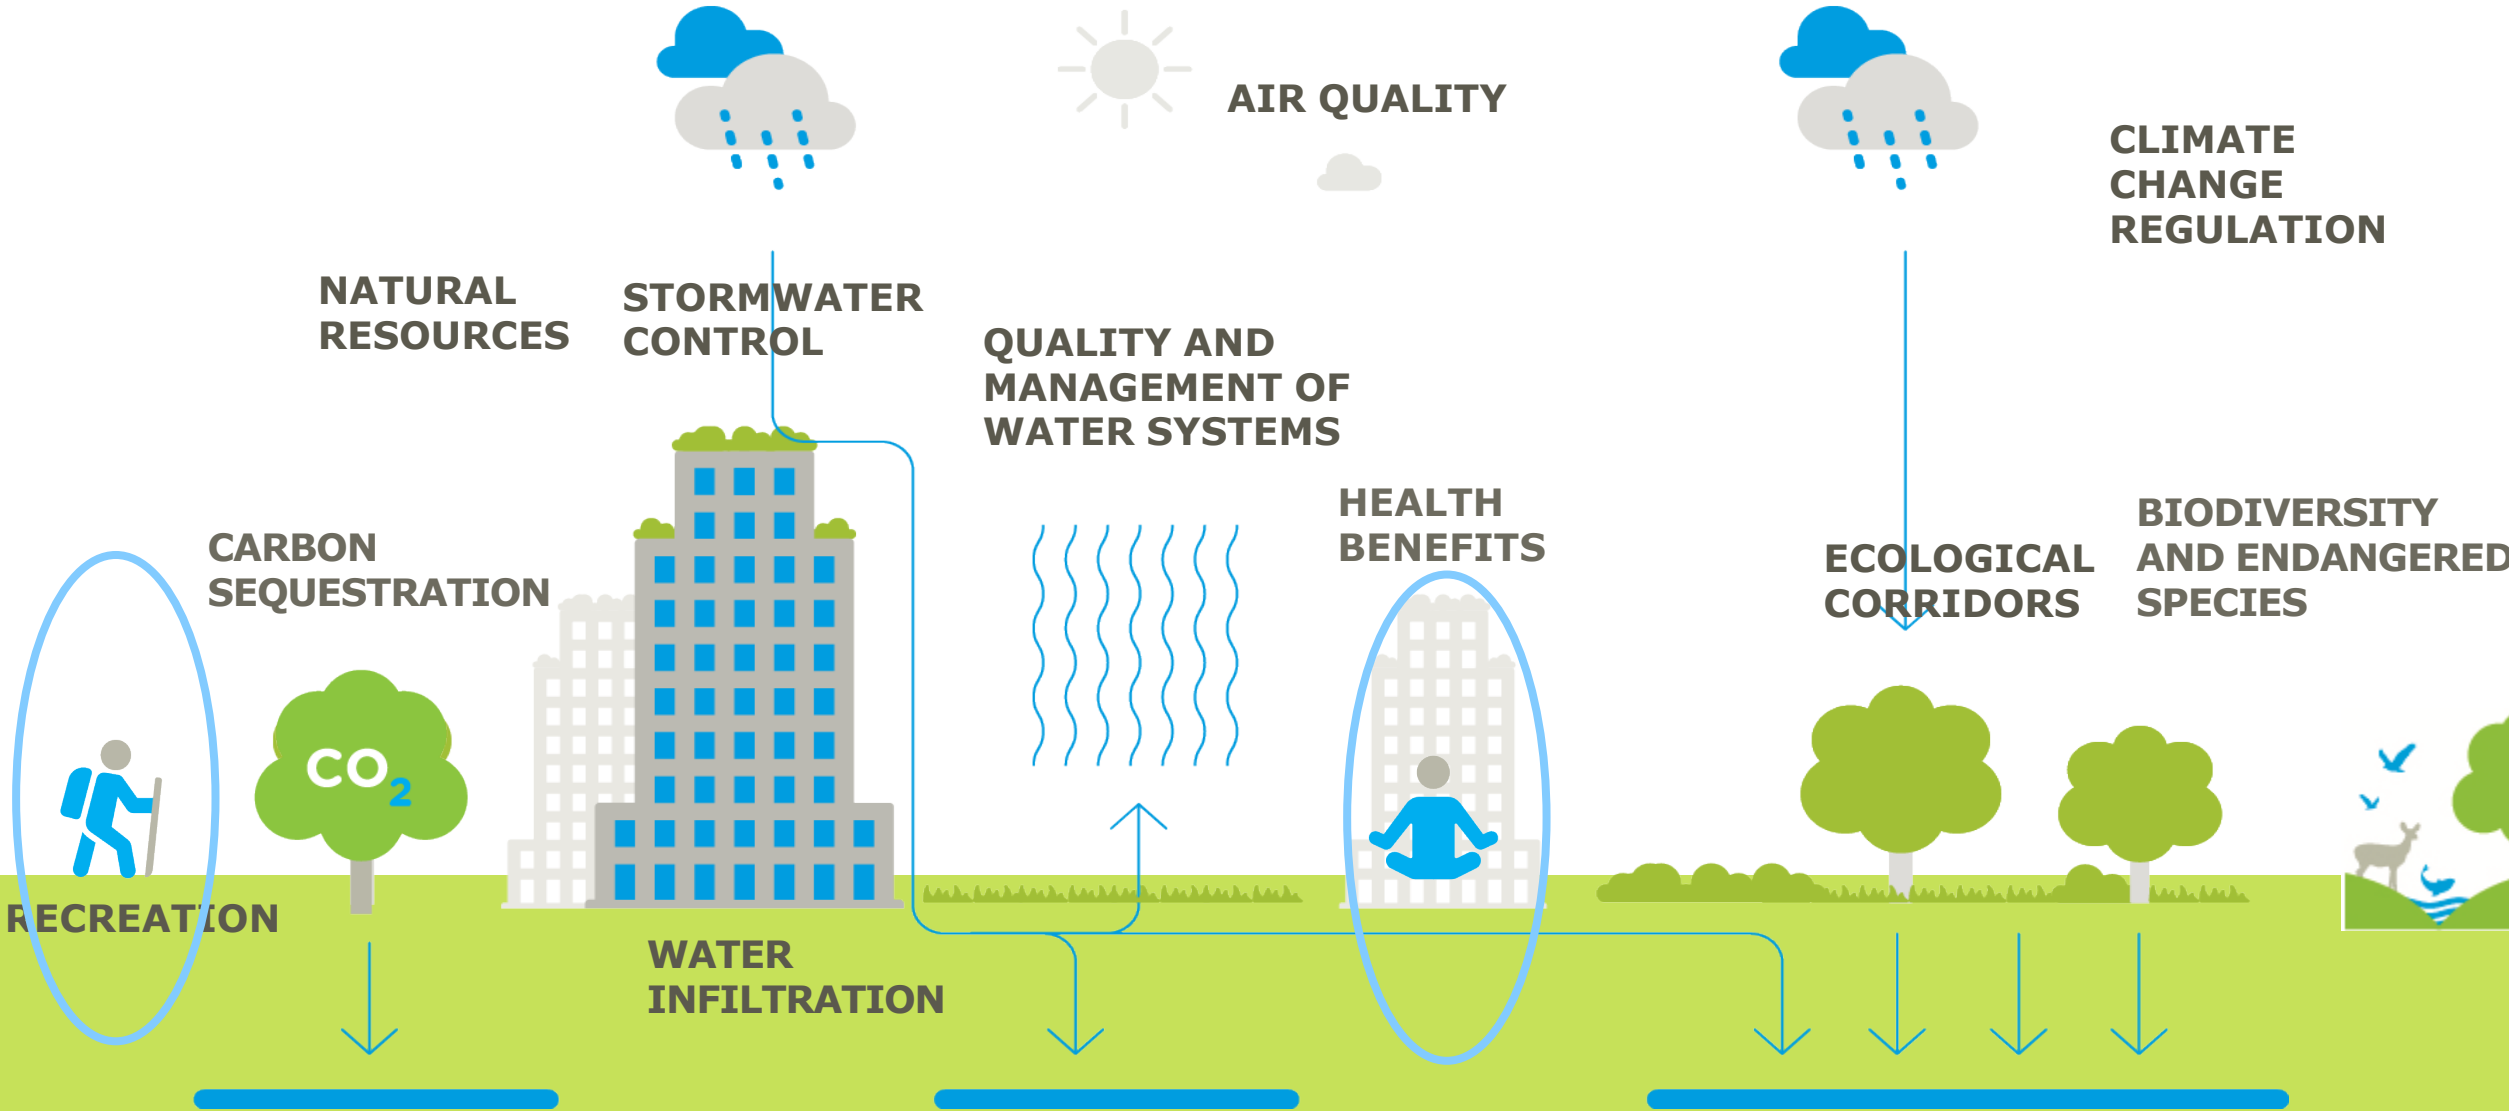 AIR QUALITY
CLIMATE
CHANGE
REGULATION
NATURAL
RESOURCES
STORMWATER
CONTROL
QUALITY AND
MANAGEMENT OF
WATER SYSTEMS
HEALTH
BENEFITS
BIODIVERSITY
AND ENDANGERED
SPECIES
ECOLOGICAL
CORRIDORS
CARBON
SEQUESTRATION
CO2
RECREATION
WATER
INFILTRATION